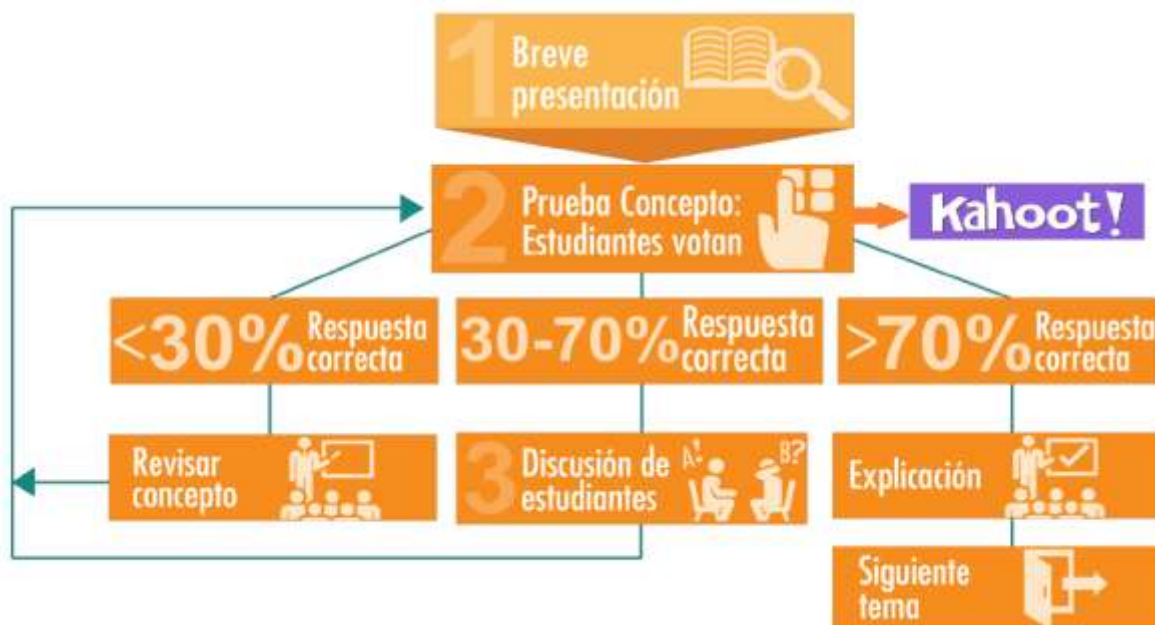 1 Breve
presentación
2 Prueba Concepto:
Estudiantes votan
Kahoot!
<30% Respuesta
correcta
30-70% Respuesta
correcta
>70% Respuesta
correcta
Revisar
concepto
3 Discusión de
estudiantes
A!
B?
Explicación
Siguiente
tema